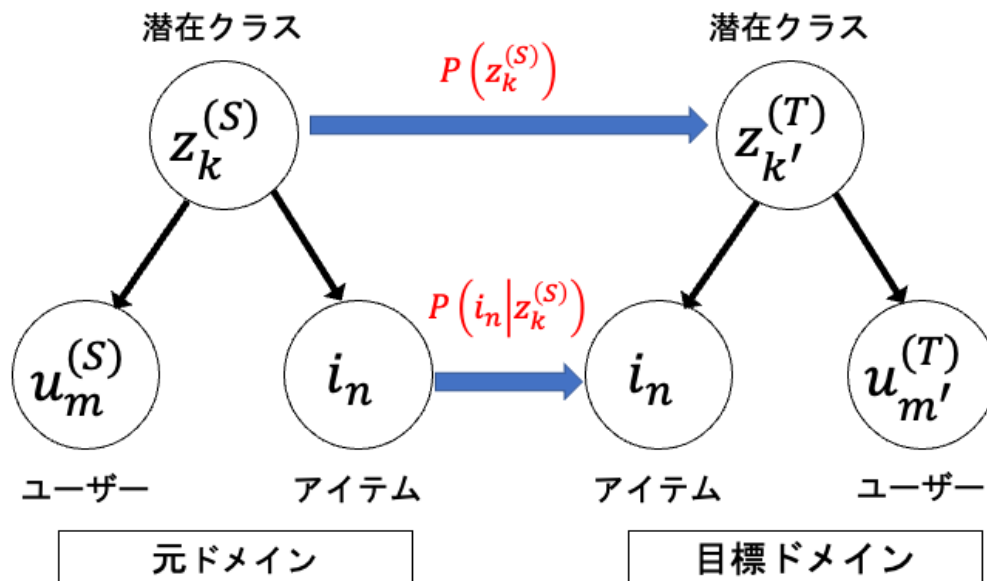 潜在クラス 潜在クラス
P(z_k^{(S)})
z_k^{(S)} z_{k'}^{(T)}
P(i_n|z_k^{(S)})
u_m^{(S)} i_n i_n u_{m'}^{(T)}
ユーザー アイテム アイテム ユーザー
元ドメイン 目標ドメイン